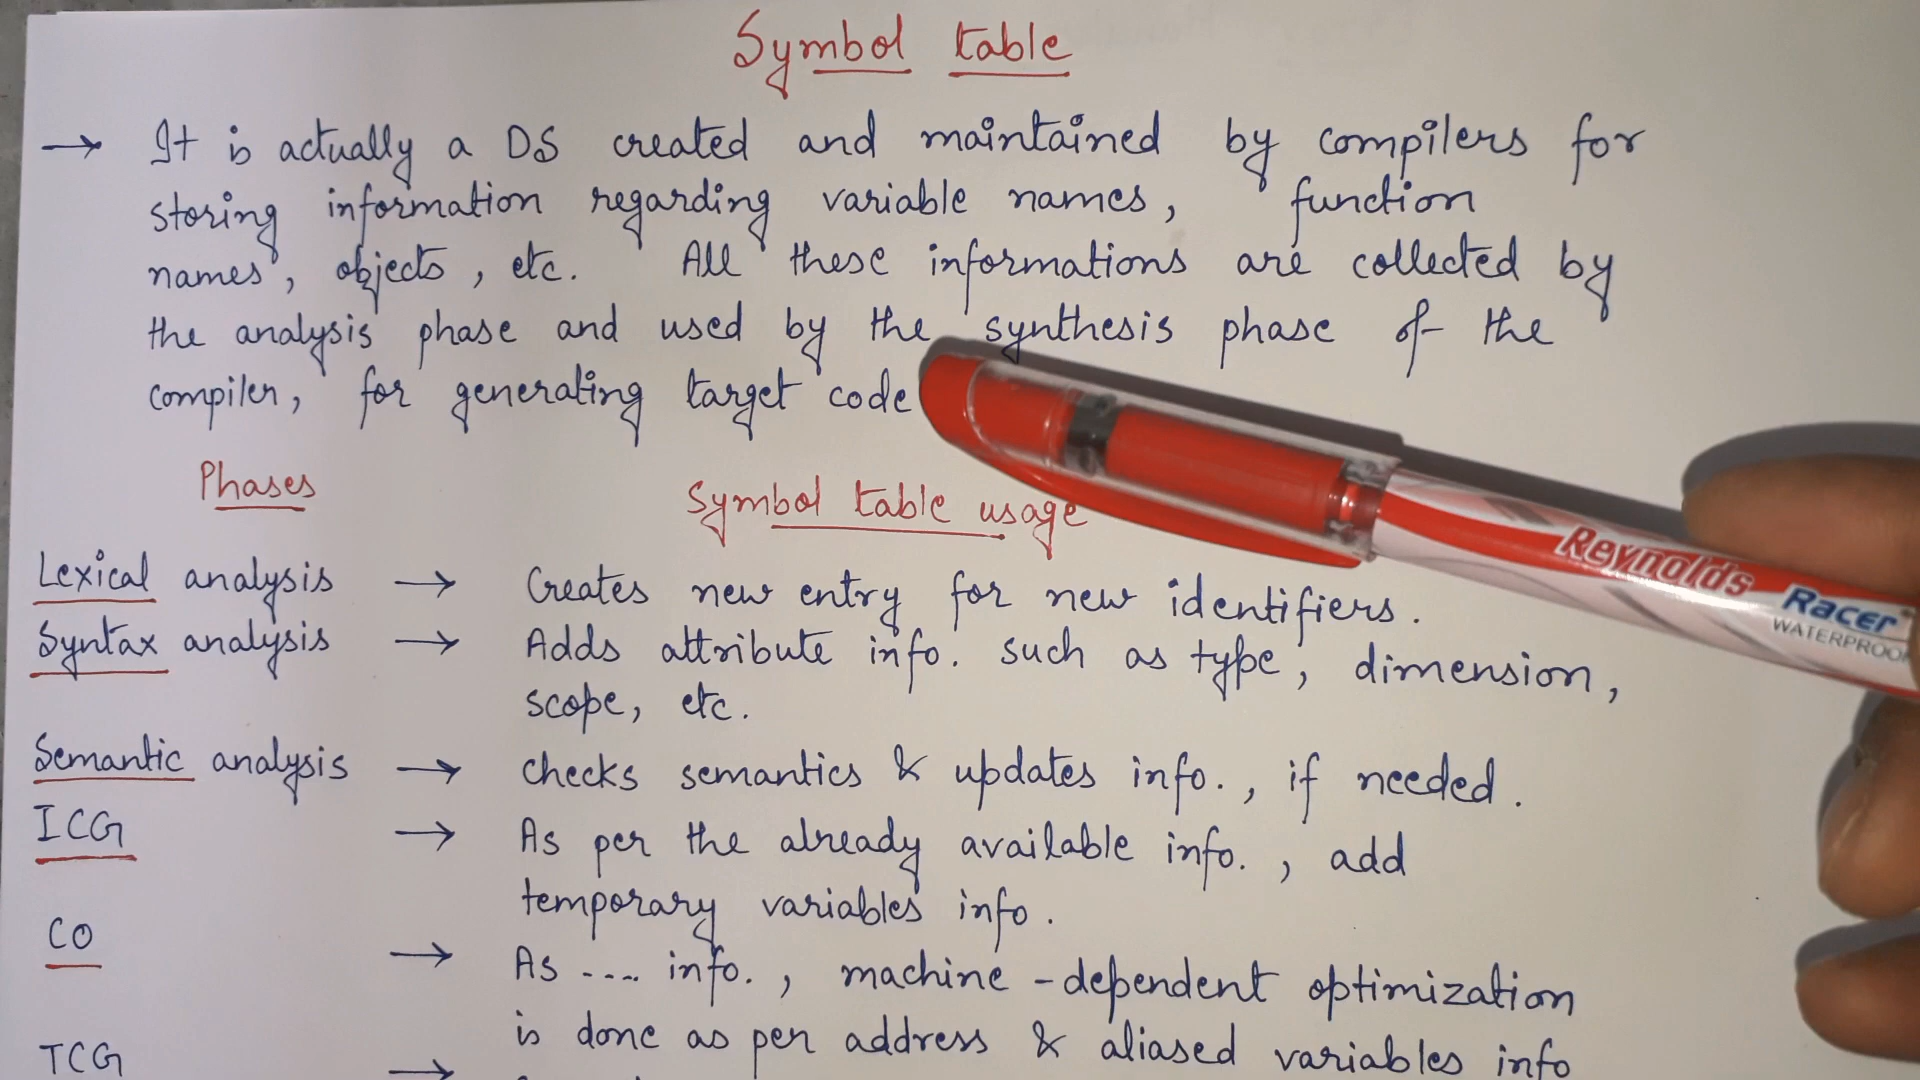 Symbol table
→ It is actually a DS created and maintained by compilers for
storing information regarding variable names, function
names, objects, etc. All these informations are collected by
the analysis phase and used by the synthesis phase of the
compiler, for generating target code
Phases Symbol table usage
Lexical analysis → Creates new entry for new identifiers.
Syntax analysis → Adds attribute info. such as type, dimension,
scope, etc.
Semantic analysis → checks semantics & updates info., if needed.
ICG → As per the already available info., add
temporary variables info.
CO → As .... info., machine-dependent optimization
is done as per address & aliased variables info
TCG →
Reynolds Racer
WATERPROOF